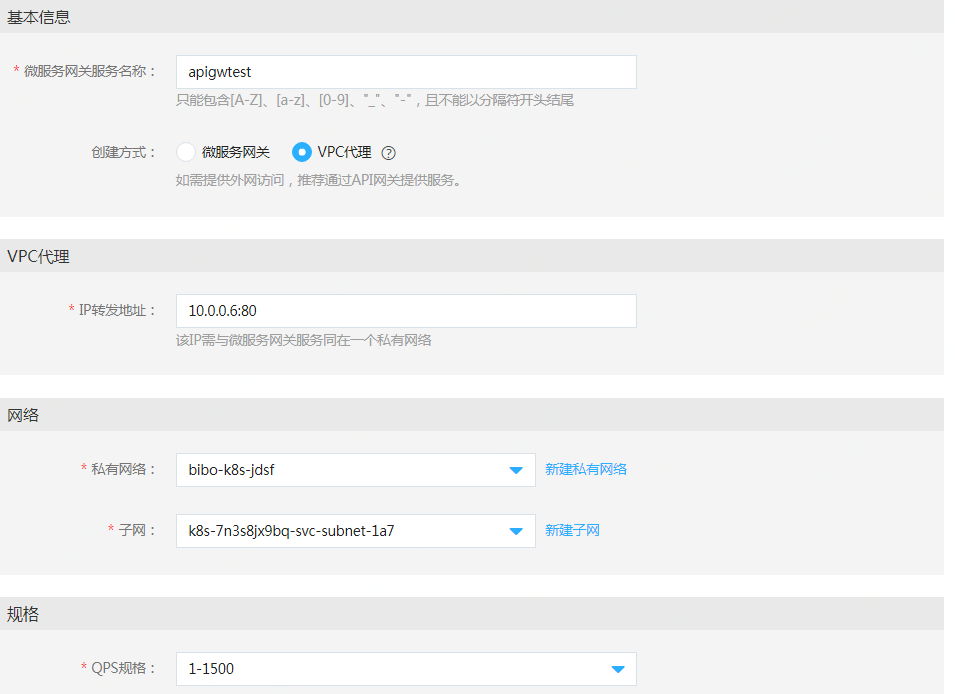 基本信息
* 微服务网关服务名称： apigwtest
只能包含[A-Z]、[a-z]、[0-9]、"_"、"-"，且不能以分隔符开头结尾
创建方式： 微服务网关 VPC代理 ?
如需提供外网访问，推荐通过API网关提供服务。
VPC代理
* IP转发地址： 10.0.0.6:80
该IP需与微服务网关服务同在一个私有网络
网络
* 私有网络： bibo-k8s-jdsf 新建私有网络
* 子网： k8s-7n3s8jx9bq-svc-subnet-1a7 新建子网
规格
* QPS规格： 1-1500